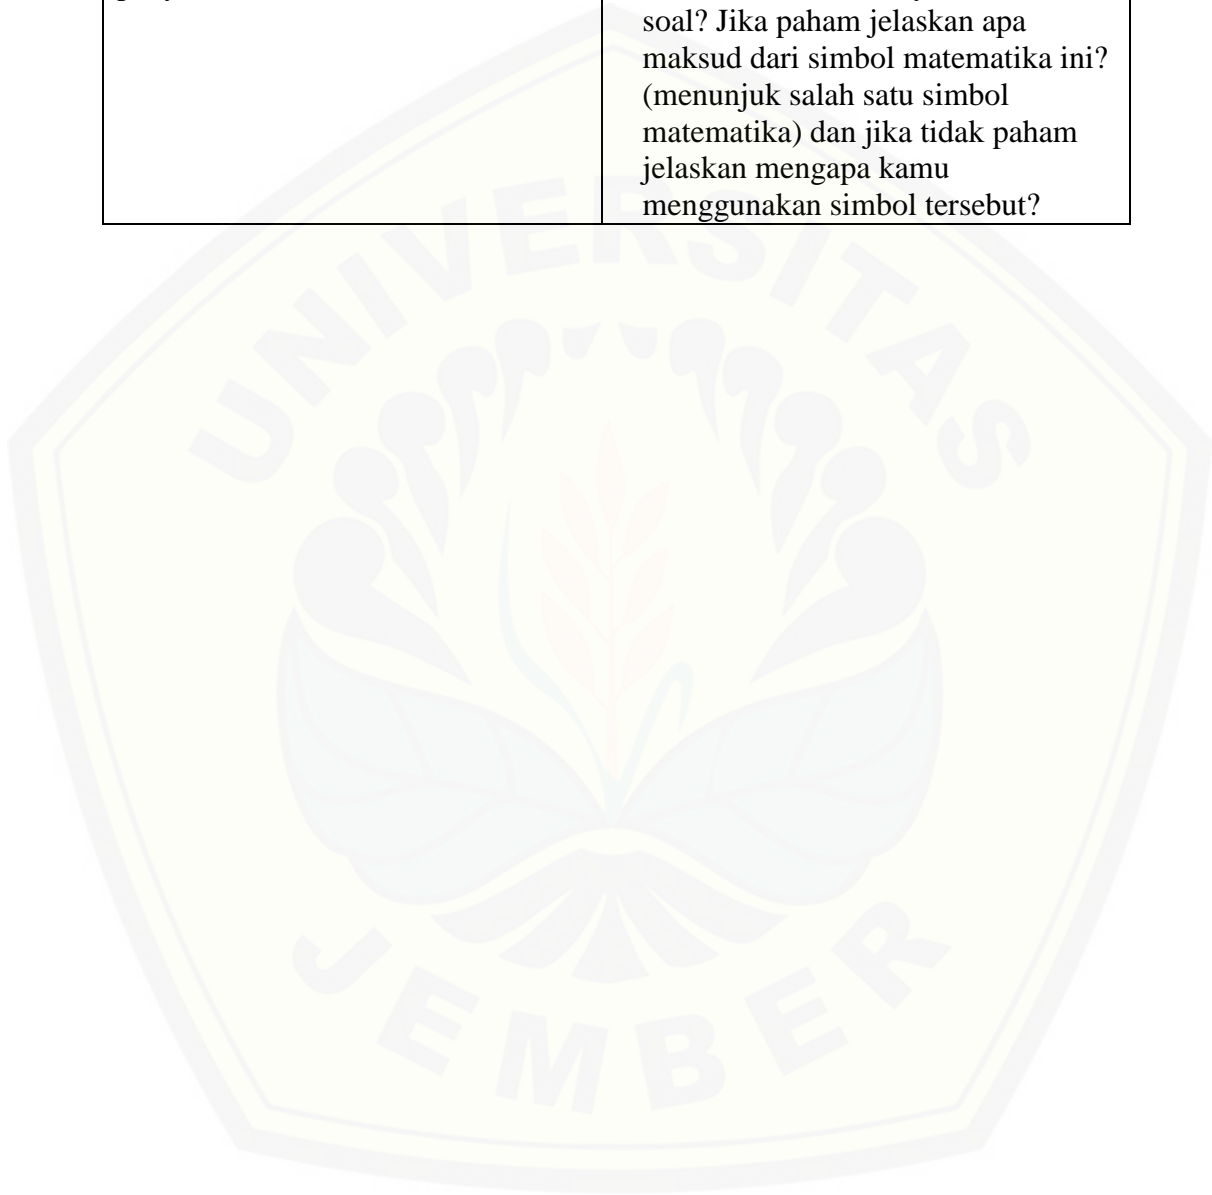 soal? Jika paham jelaskan apa
maksud dari simbol matematika ini?
(menunjuk salah satu simbol
matematika) dan jika tidak paham
jelaskan mengapa kamu
menggunakan simbol tersebut?
UNIVERSITAS
JEMBER